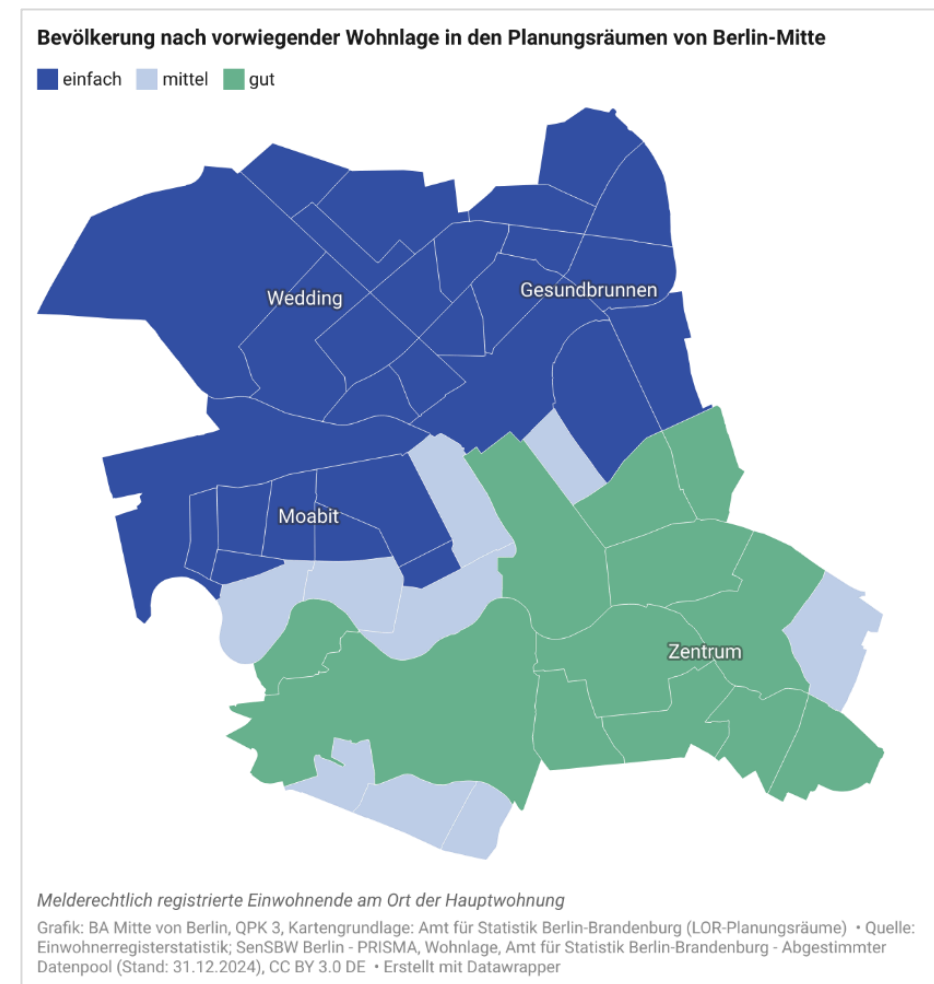 Bevölkerung nach vorwiegender Wohnlage in den Planungsräumen von Berlin-Mitte
einfach mittel gut
Wedding
Gesundbrunnen
Moabit
Zentrum
Melderechtlich registrierte Einwohnende am Ort der Hauptwohnung
Grafik: BA Mitte von Berlin, QPK 3, Kartengrundlage: Amt für Statistik Berlin-Brandenburg (LOR-Planungsräume) • Quelle:
Einwohnerregisterstatistik; SenSBW Berlin - PRISMA, Wohnlage, Amt für Statistik Berlin-Brandenburg - Abgestimmter
Datenpool (Stand: 31.12.2024), CC BY 3.0 DE • Erstellt mit Datawrapper